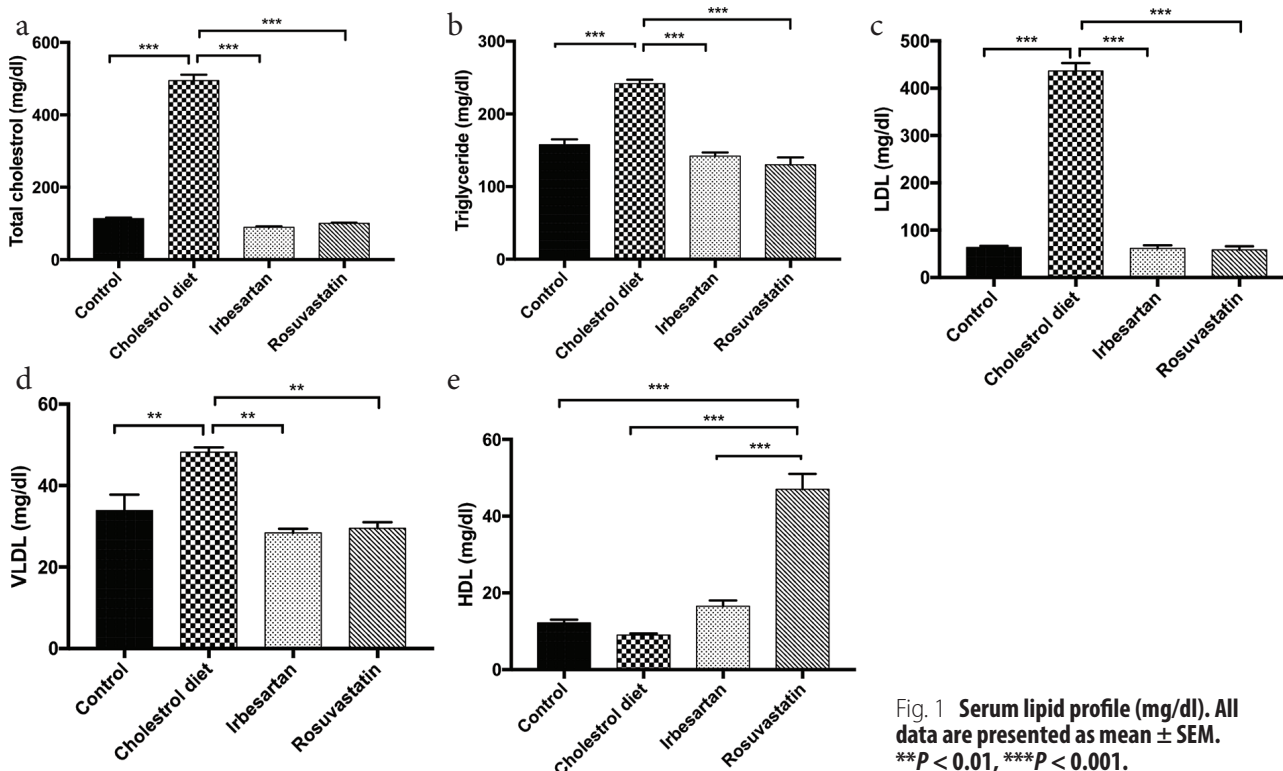 a
Total cholestrol (mg/dl)
600
400
200
0
***
***
***
Control
Cholestrol diet
Irbesartan
Rosuvastatin
b
Triglyceride (mg/dl)
300
200
100
0
***
***
***
Control
Cholestrol diet
Irbesartan
Rosuvastatin
c
LDL (mg/dl)
500
400
300
200
100
0
***
***
***
Control
Cholestrol diet
Irbesartan
Rosuvastatin
d
VLDL (mg/dl)
60
40
20
0
**
**
**
Control
Cholestrol diet
Irbesartan
Rosuvastatin
e
HDL (mg/dl)
60
40
20
0
***
***
***
Control
Cholestrol diet
Irbesartan
Rosuvastatin
Fig. 1 Serum lipid profile (mg/dl). All
data are presented as mean ± SEM.
**P < 0.01, ***P < 0.001.